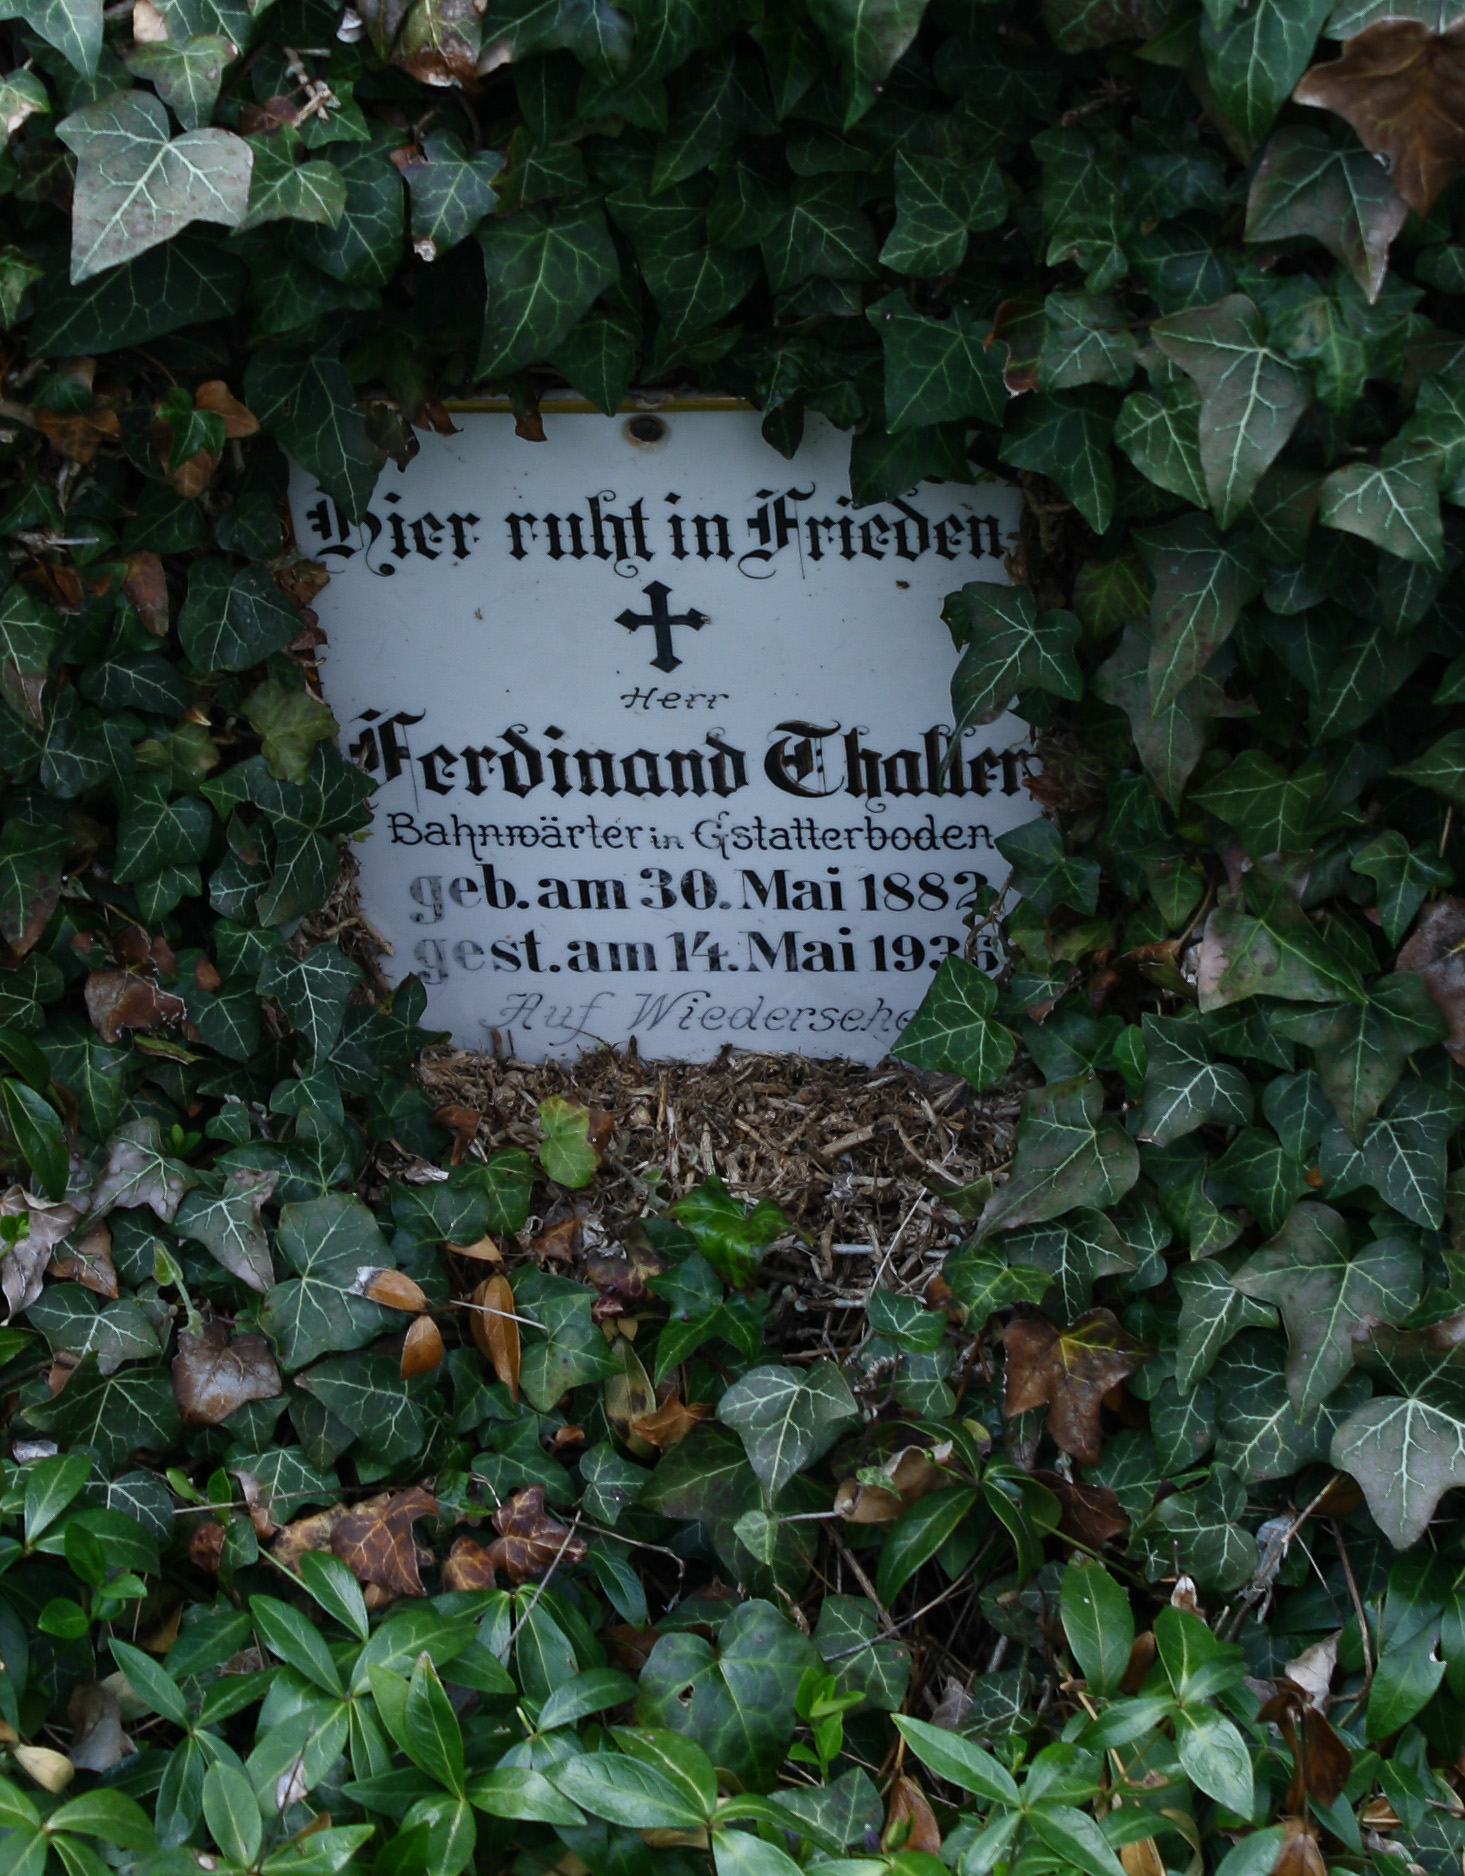 Hier ruht in Frieden
Herr
Ferdinand Thaller
Bahnwärter in Gstatterboden
geb. am 30. Mai 1882
gest. am 14. Mai 1936
Auf Wiedersehe